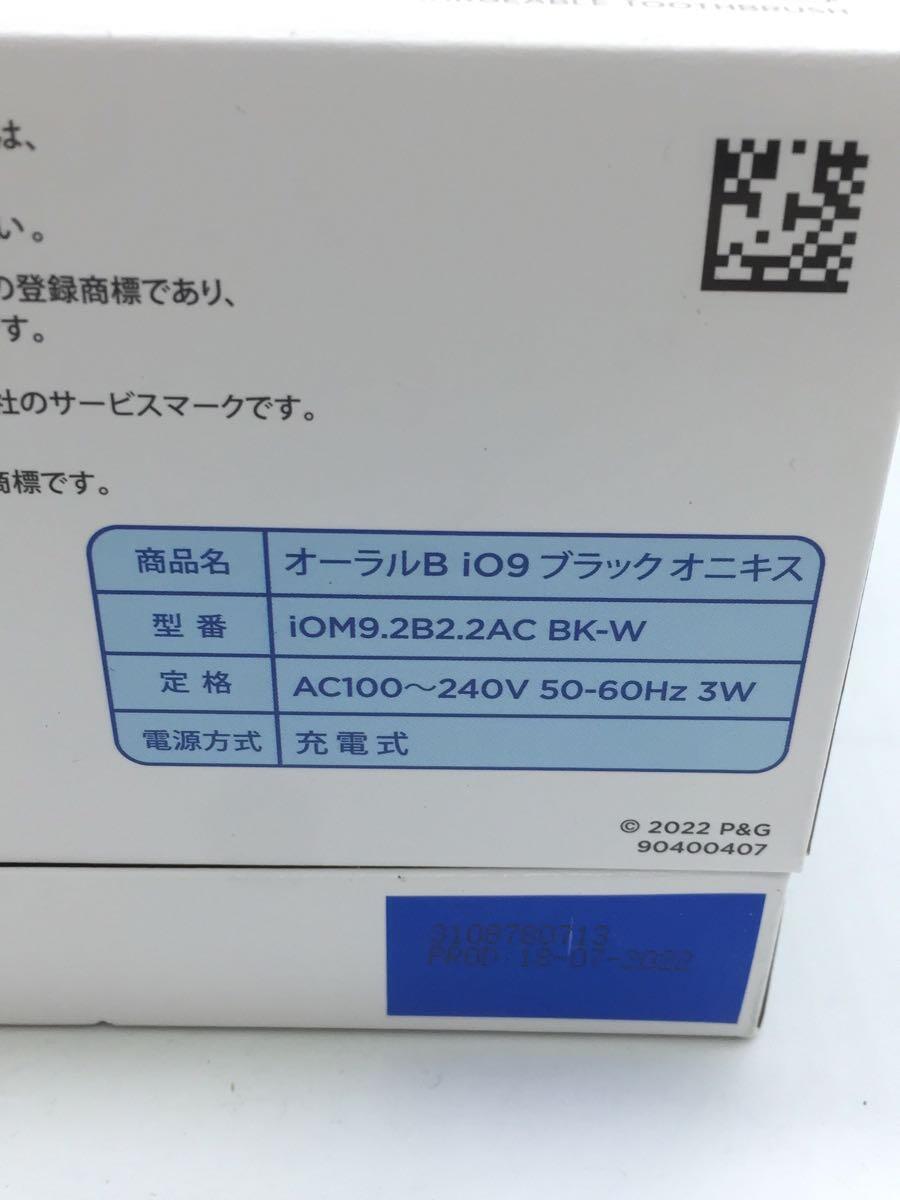 TOOTHBRUSH
は、
い。
の登録商標であり、
す。
社のサービスマークです。
商標です。
商品名 オーラルB iO9 ブラック オニキス
型番 iOM9.2B2.2AC BK-W
定格 AC100〜240V 50-60Hz 3W
電源方式 充電式
© 2022 P&G
90400407
3108780713
PROD 18-07-2022